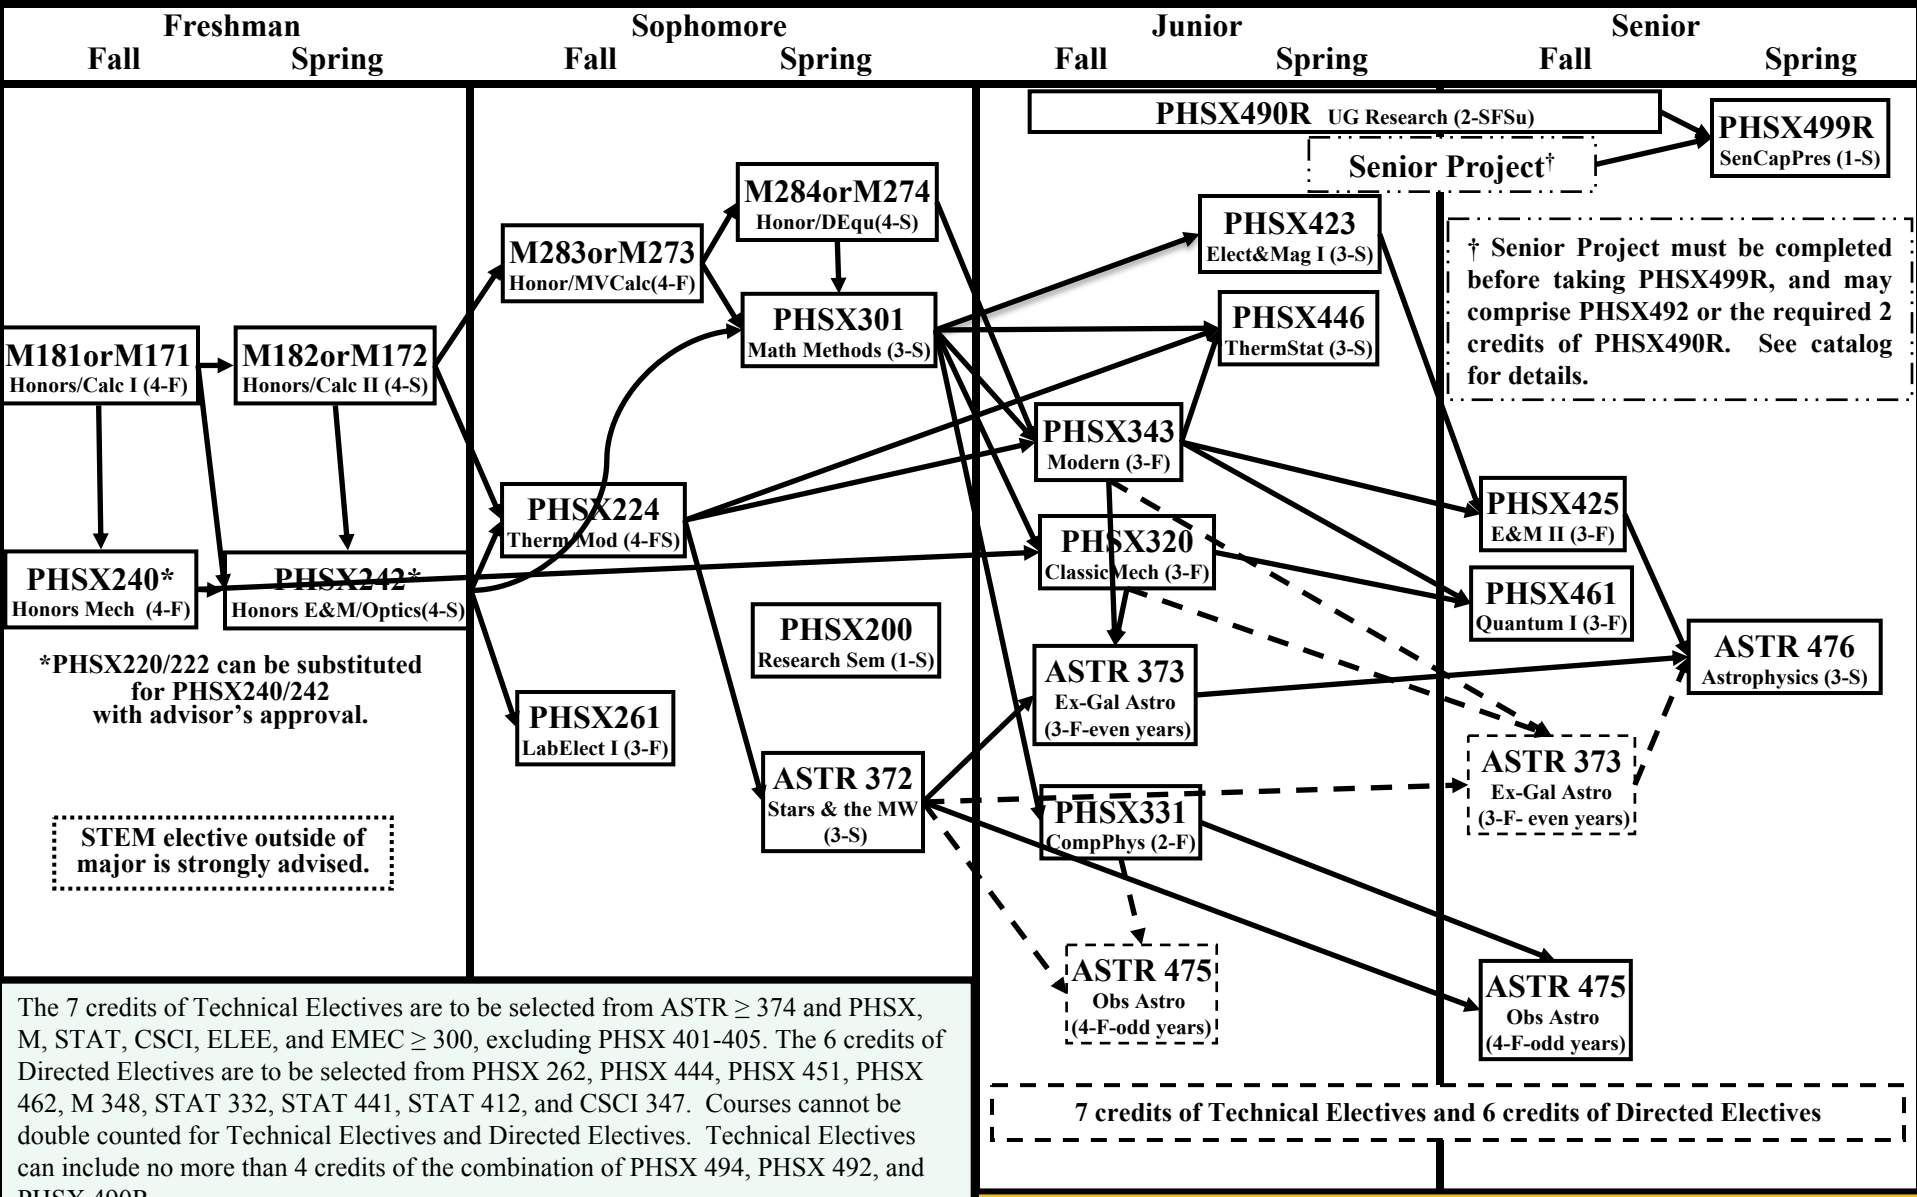 Freshman
Sophomore
Junior
Senior
Fall
Spring
Fall
Spring
Fall
Spring
Fall
Spring
PHSX490R UG Research (2-SFSu)
PHSX499R
SenCapPres (1-S)
Senior Project†
M284orM274
Honor/DEqu(4-S)
PHSX423
Elect&Mag I (3-S)
M283orM273
Honor/MVCalc(4-F)
† Senior Project must be completed
before taking PHSX499R, and may
comprise PHSX492 or the required 2
credits of PHSX490R. See catalog
for details.
M181orM171
Honors/Calc I (4-F)
M182orM172
Honors/Calc II (4-S)
PHSX301
Math Methods (3-S)
PHSX446
ThermStat (3-S)
PHSX343
Modern (3-F)
PHSX224
Therm/Mod (4-FS)
PHSX425
E&M II (3-F)
PHSX320
ClassicMech (3-F)
PHSX240*
Honors Mech (4-F)
PHSX242*
Honors E&M/Optics(4-S)
PHSX461
Quantum I (3-F)
PHSX200
Research Sem (1-S)
ASTR 476
Astrophysics (3-S)
*PHSX220/222 can be substituted
for PHSX240/242
with advisor's approval.
ASTR 373
Ex-Gal Astro
(3-F-even years)
PHSX261
LabElect I (3-F)
ASTR 372
Stars & the MW
(3-S)
ASTR 373
Ex-Gal Astro
(3-F- even years)
PHSX331
CompPhys (2-F)
STEM elective outside of
major is strongly advised.
ASTR 475
Obs Astro
(4-F-odd years)
ASTR 475
Obs Astro
(4-F-odd years)
The 7 credits of Technical Electives are to be selected from ASTR ≥ 374 and PHSX,
M, STAT, CSCI, ELEE, and EMEC ≥ 300, excluding PHSX 401-405. The 6 credits of
Directed Electives are to be selected from PHSX 262, PHSX 444, PHSX 451, PHSX
462, M 348, STAT 332, STAT 441, STAT 412, and CSCI 347. Courses cannot be
double counted for Technical Electives and Directed Electives. Technical Electives
can include no more than 4 credits of the combination of PHSX 494, PHSX 492, and
PHSX 490R
7 credits of Technical Electives and 6 credits of Directed Electives